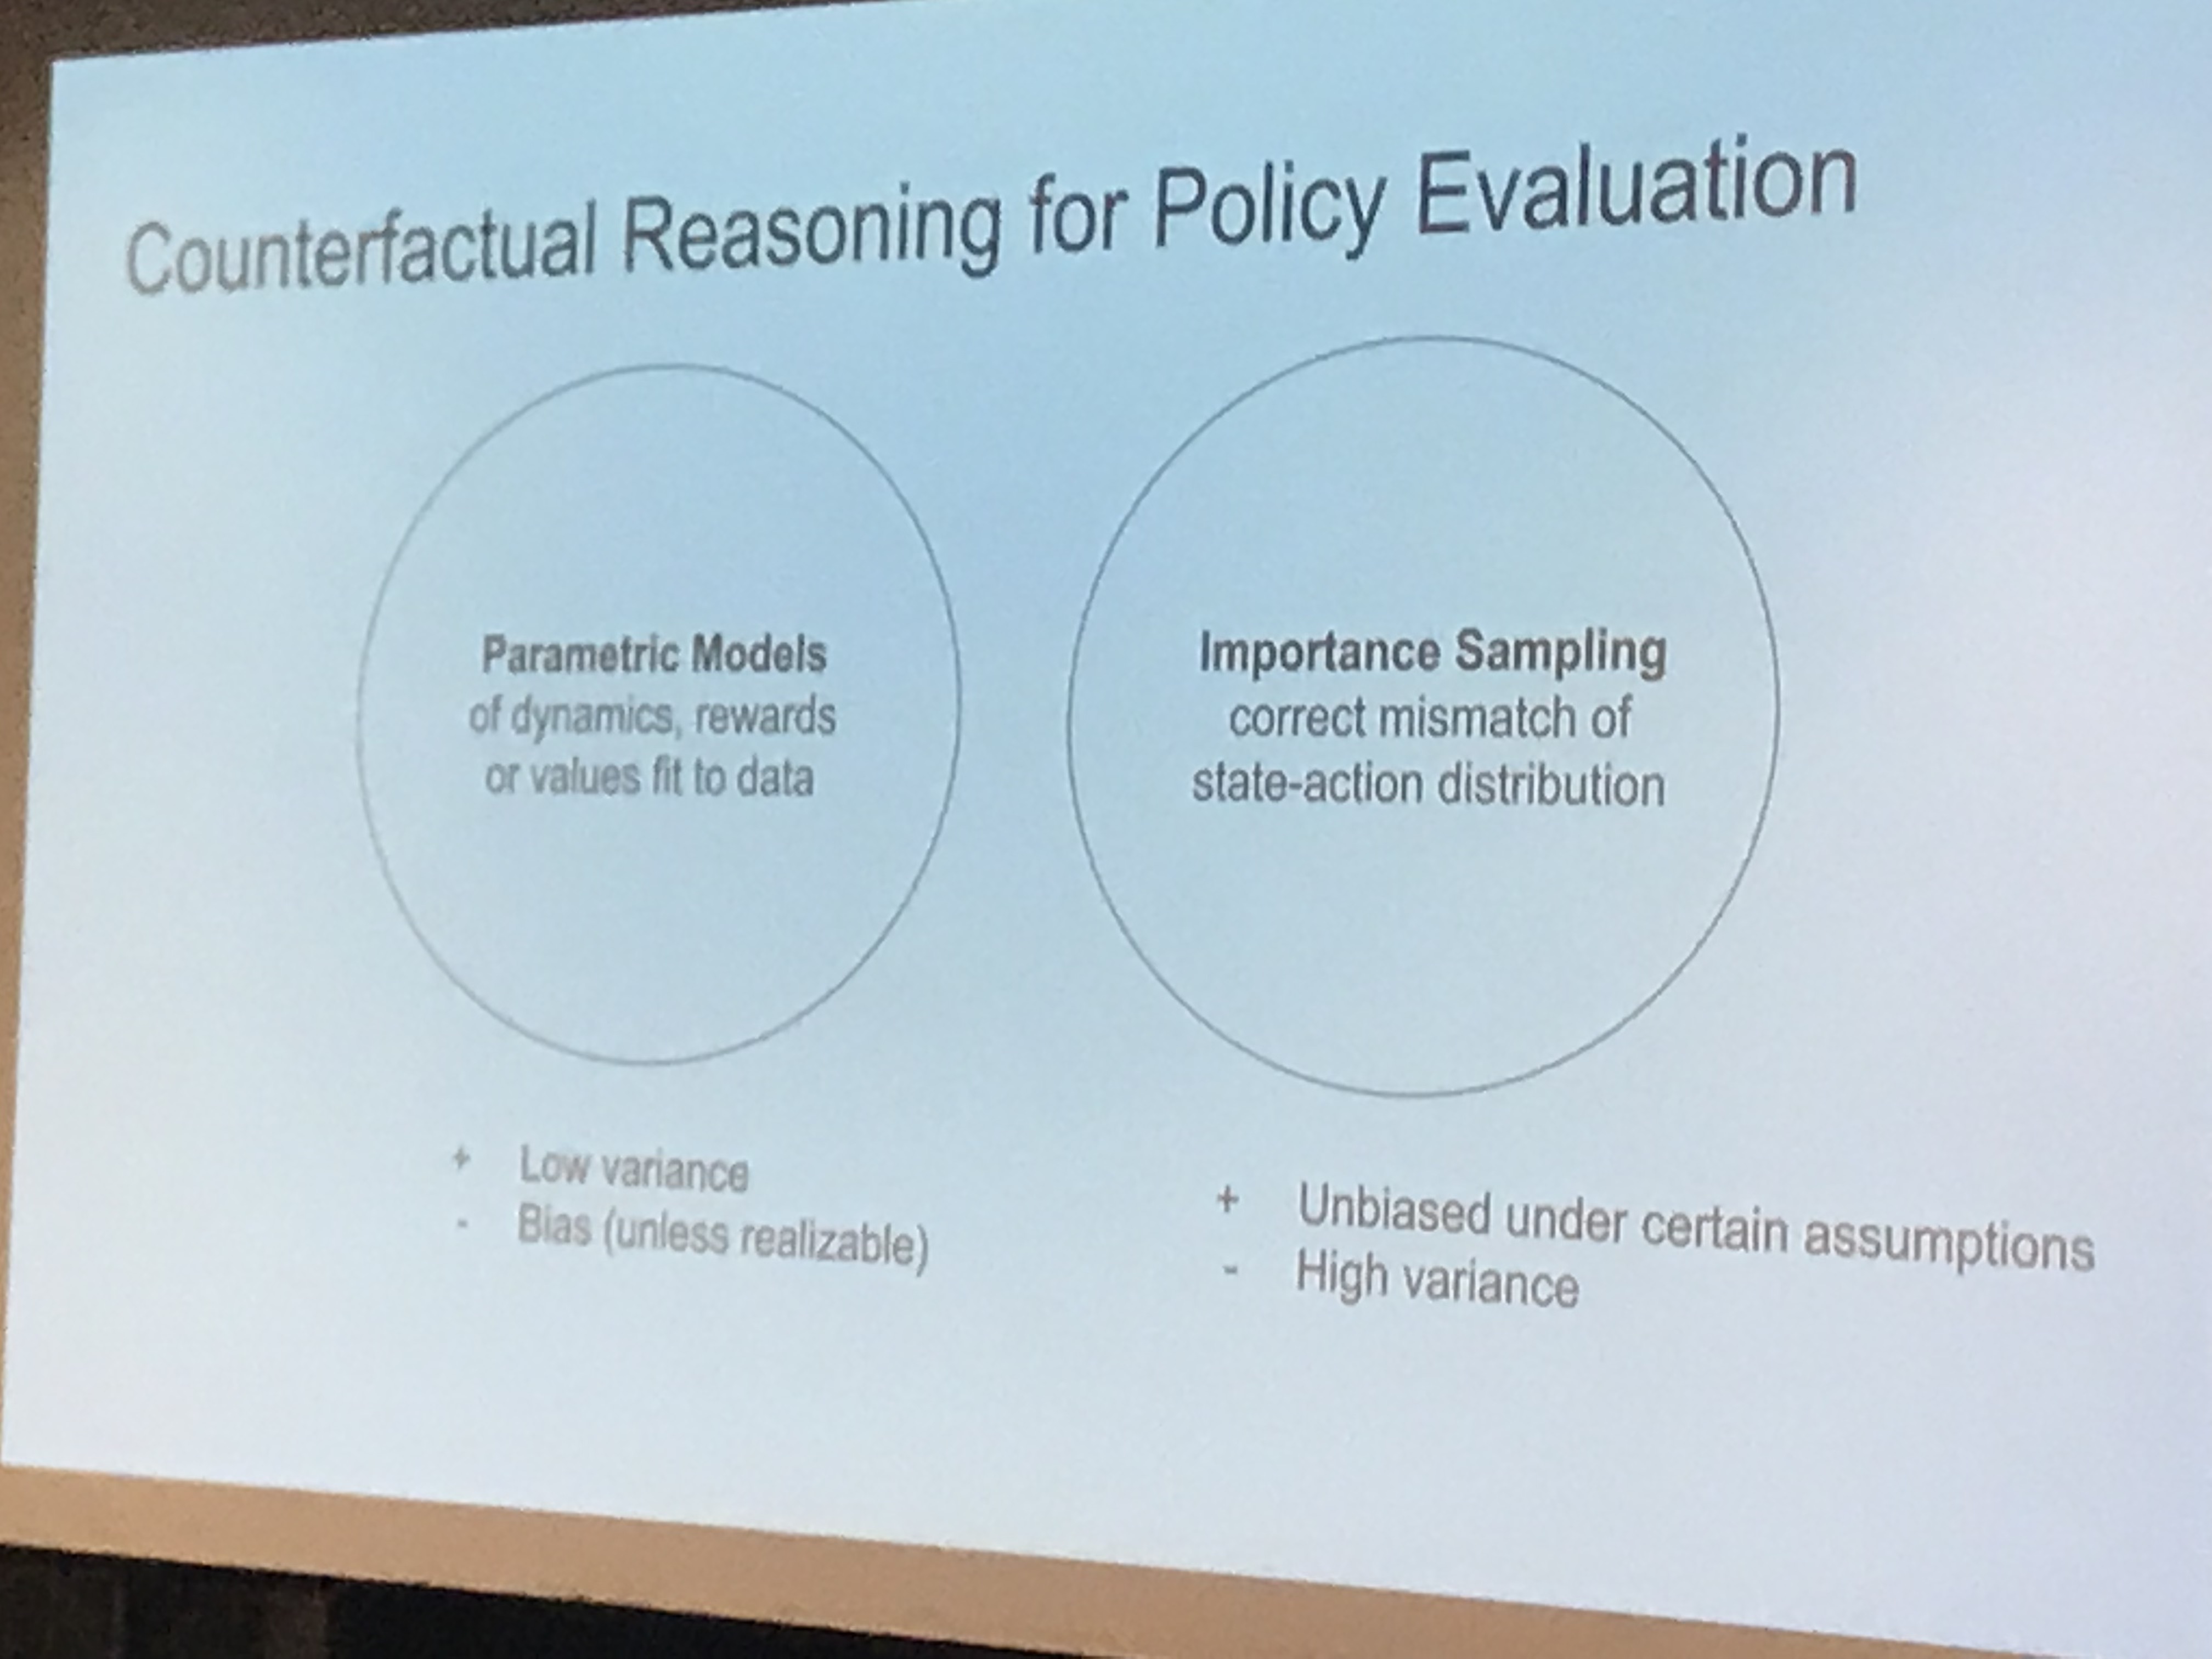 Counterfactual Reasoning for Policy Evaluation
Parametric Models
of dynamics, rewards
or values fit to data
+ Low variance
- Bias (unless realizable)
Importance Sampling
correct mismatch of
state-action distribution
+ Unbiased under certain assumptions
- High variance